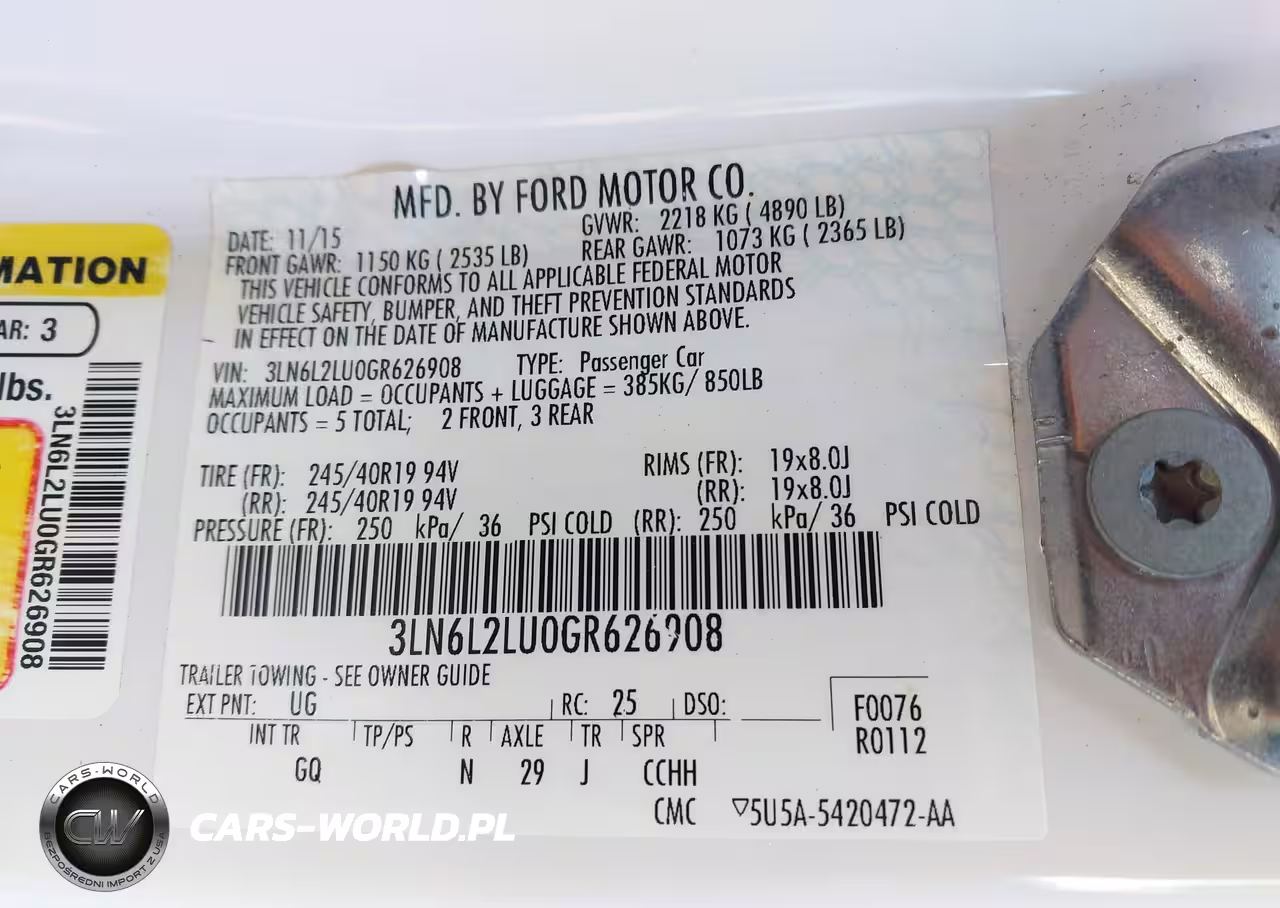 MATION
AR: 3
lbs.
3LN6L2LU0GR626908
MFD. BY FORD MOTOR CO.
DATE: 11/15 GVWR: 2218 KG ( 4890 LB)
FRONT GAWR: 1150 KG ( 2535 LB) REAR GAWR: 1073 KG ( 2365 LB)
THIS VEHICLE CONFORMS TO ALL APPLICABLE FEDERAL MOTOR
VEHICLE SAFETY, BUMPER, AND THEFT PREVENTION STANDARDS
IN EFFECT ON THE DATE OF MANUFACTURE SHOWN ABOVE.
VIN: 3LN6L2LU0GR626908 TYPE: Passenger Car
MAXIMUM LOAD = OCCUPANTS + LUGGAGE = 385KG/ 850LB
OCCUPANTS = 5 TOTAL; 2 FRONT, 3 REAR
TIRE (FR): 245/40R19 94V RIMS (FR): 19x8.0J
(RR): 245/40R19 94V (RR): 19x8.0J
PRESSURE (FR): 250 kPa/ 36 PSI COLD (RR): 250 kPa/ 36 PSI COLD
3LN6L2LU0GR626908
TRAILER TOWING - SEE OWNER GUIDE
EXT PNT: UG RC: 25 DSO:
F0076
R0112
INT TR TP/PS R AXLE TR SPR
GQ N 29 J CCHH
CMC ▽5U5A-5420472-AA
CARS-WORLD
CW
BEZPOŚREDNI IMPORT Z USA
CARS-WORLD.PL